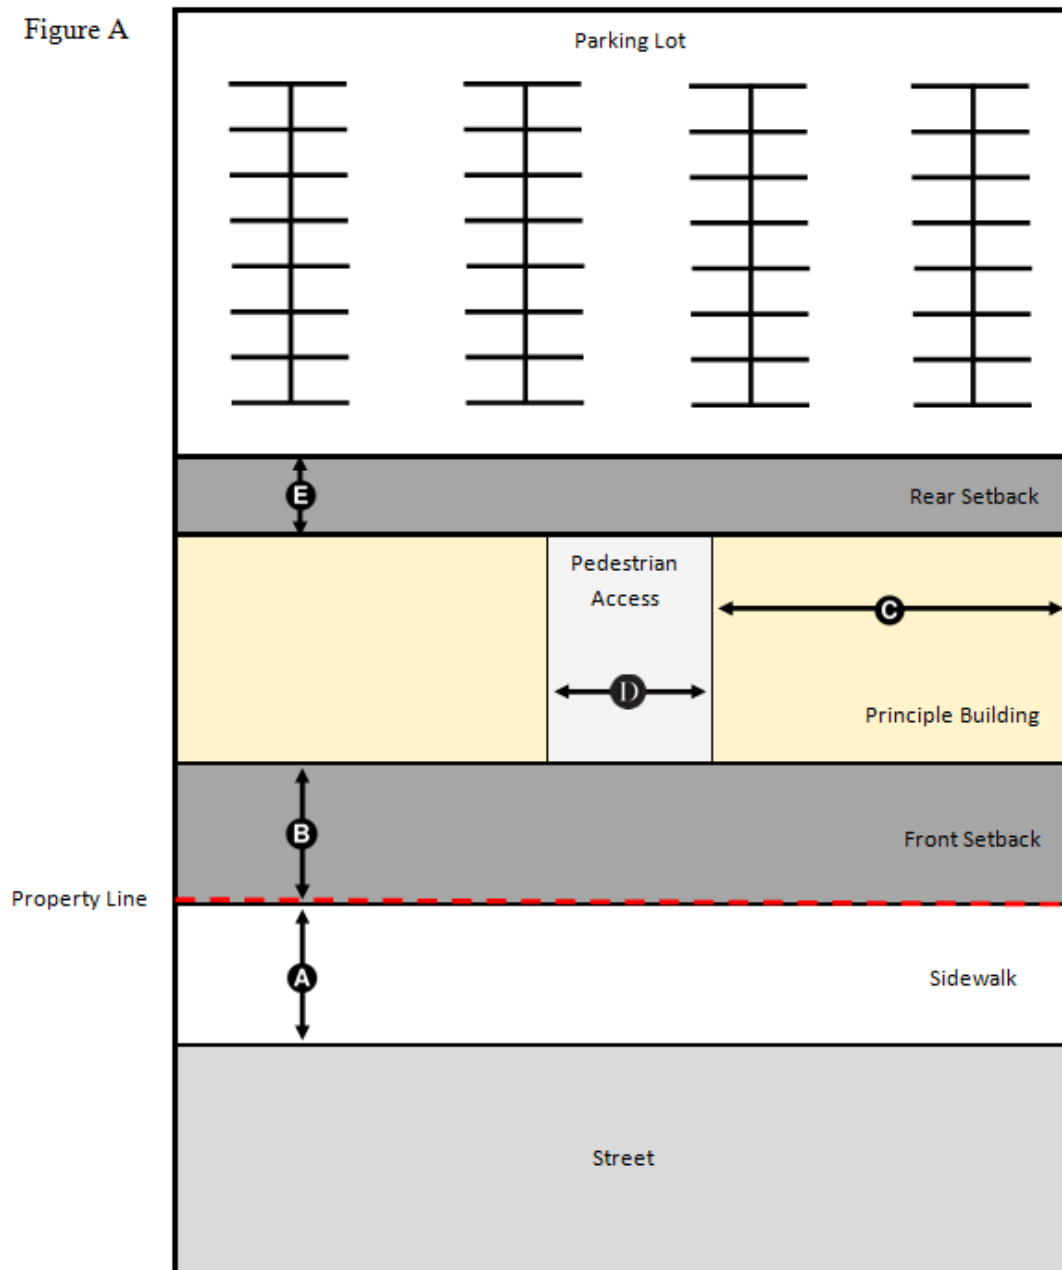 Figure A
Parking Lot
E
Rear Setback
Pedestrian
Access
C
D
Principle Building
B
Front Setback
Property Line
A
Sidewalk
Street